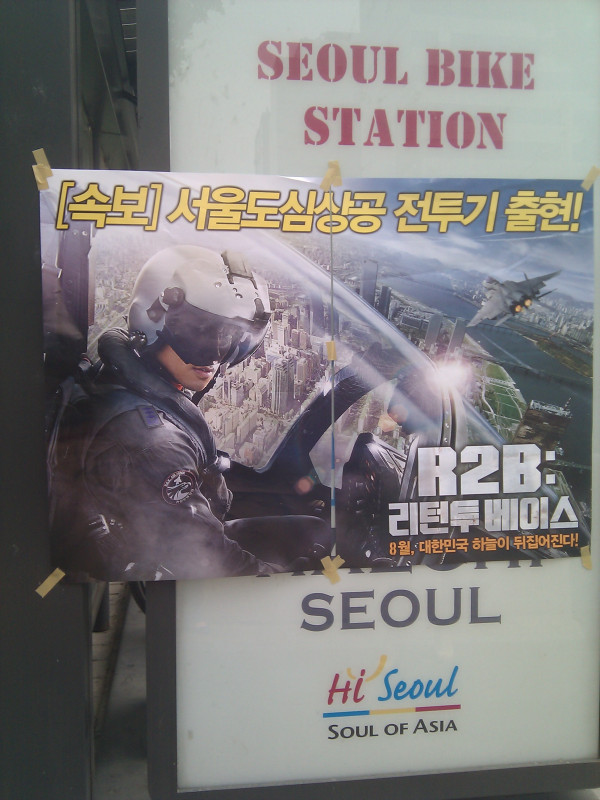 SEOUL BIKE
STATION
[속보] 서울도심상공 전투기 출현!
R2B:
리턴투베이스
8월, 대한민국 하늘이 뒤집어진다!
SEOUL
Hi Seoul
SOUL OF ASIA